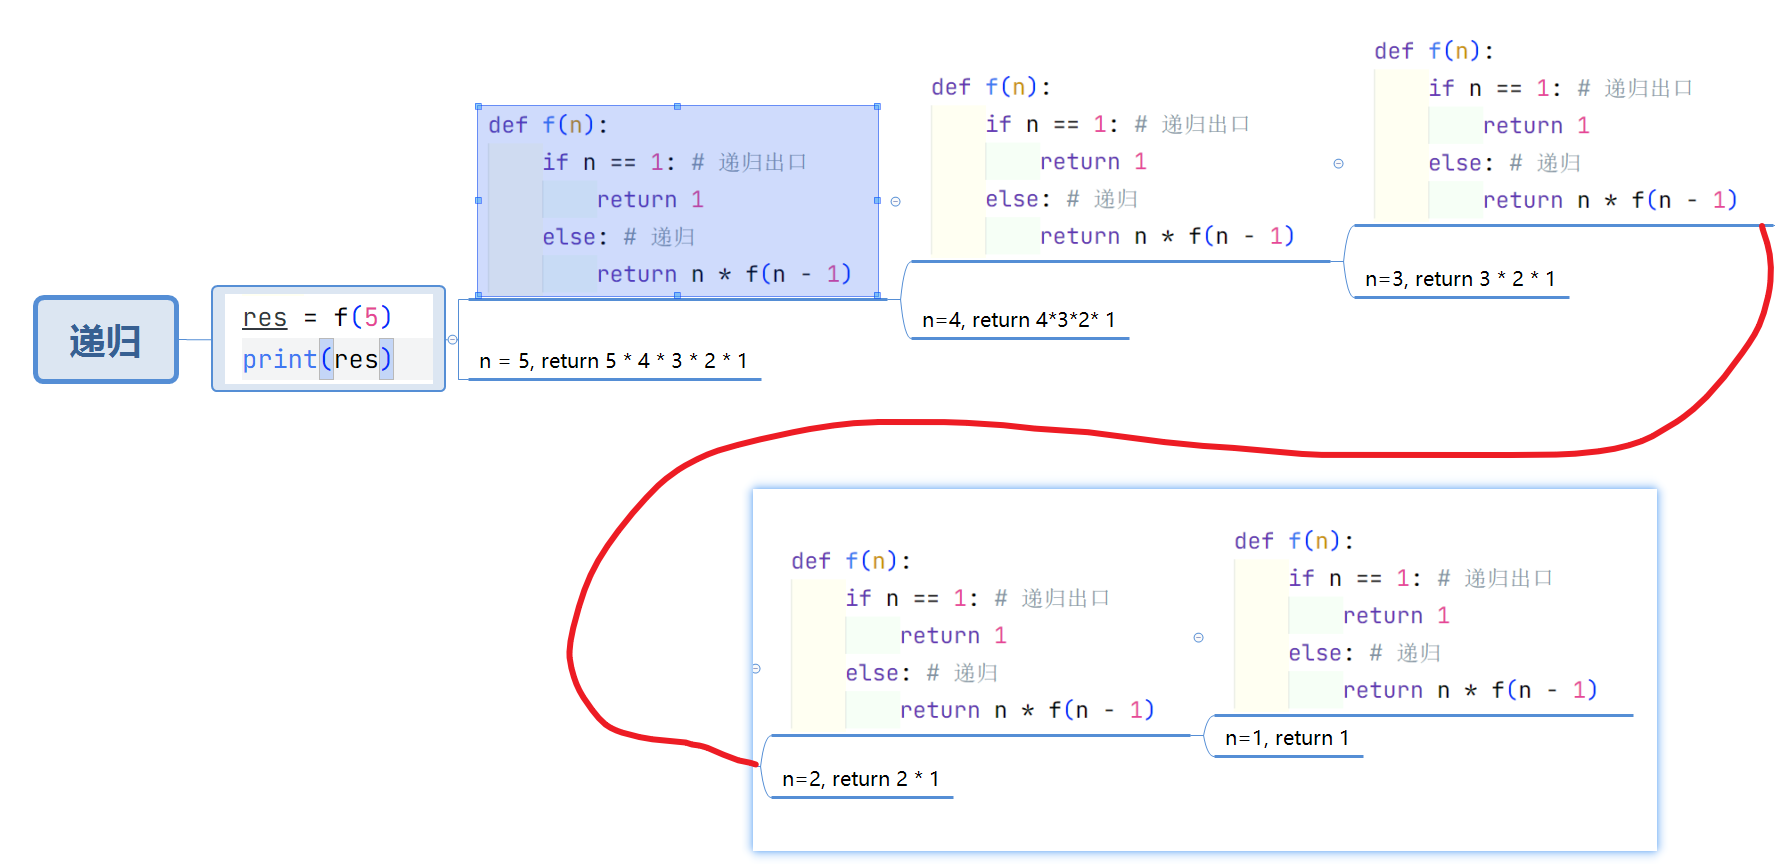 递归
res = f(5)
print(res)
def f(n):
    if n == 1: # 递归出口
        return 1
    else: # 递归
        return n * f(n - 1)
n = 5, return 5 * 4 * 3 * 2 * 1
def f(n):
    if n == 1: # 递归出口
        return 1
    else: # 递归
        return n * f(n - 1)
n=4, return 4*3*2* 1
def f(n):
    if n == 1: # 递归出口
        return 1
    else: # 递归
        return n * f(n - 1)
n=3, return 3 * 2 * 1
def f(n):
    if n == 1: # 递归出口
        return 1
    else: # 递归
        return n * f(n - 1)
n=2, return 2 * 1
def f(n):
    if n == 1: # 递归出口
        return 1
    else: # 递归
        return n * f(n - 1)
n=1, return 1